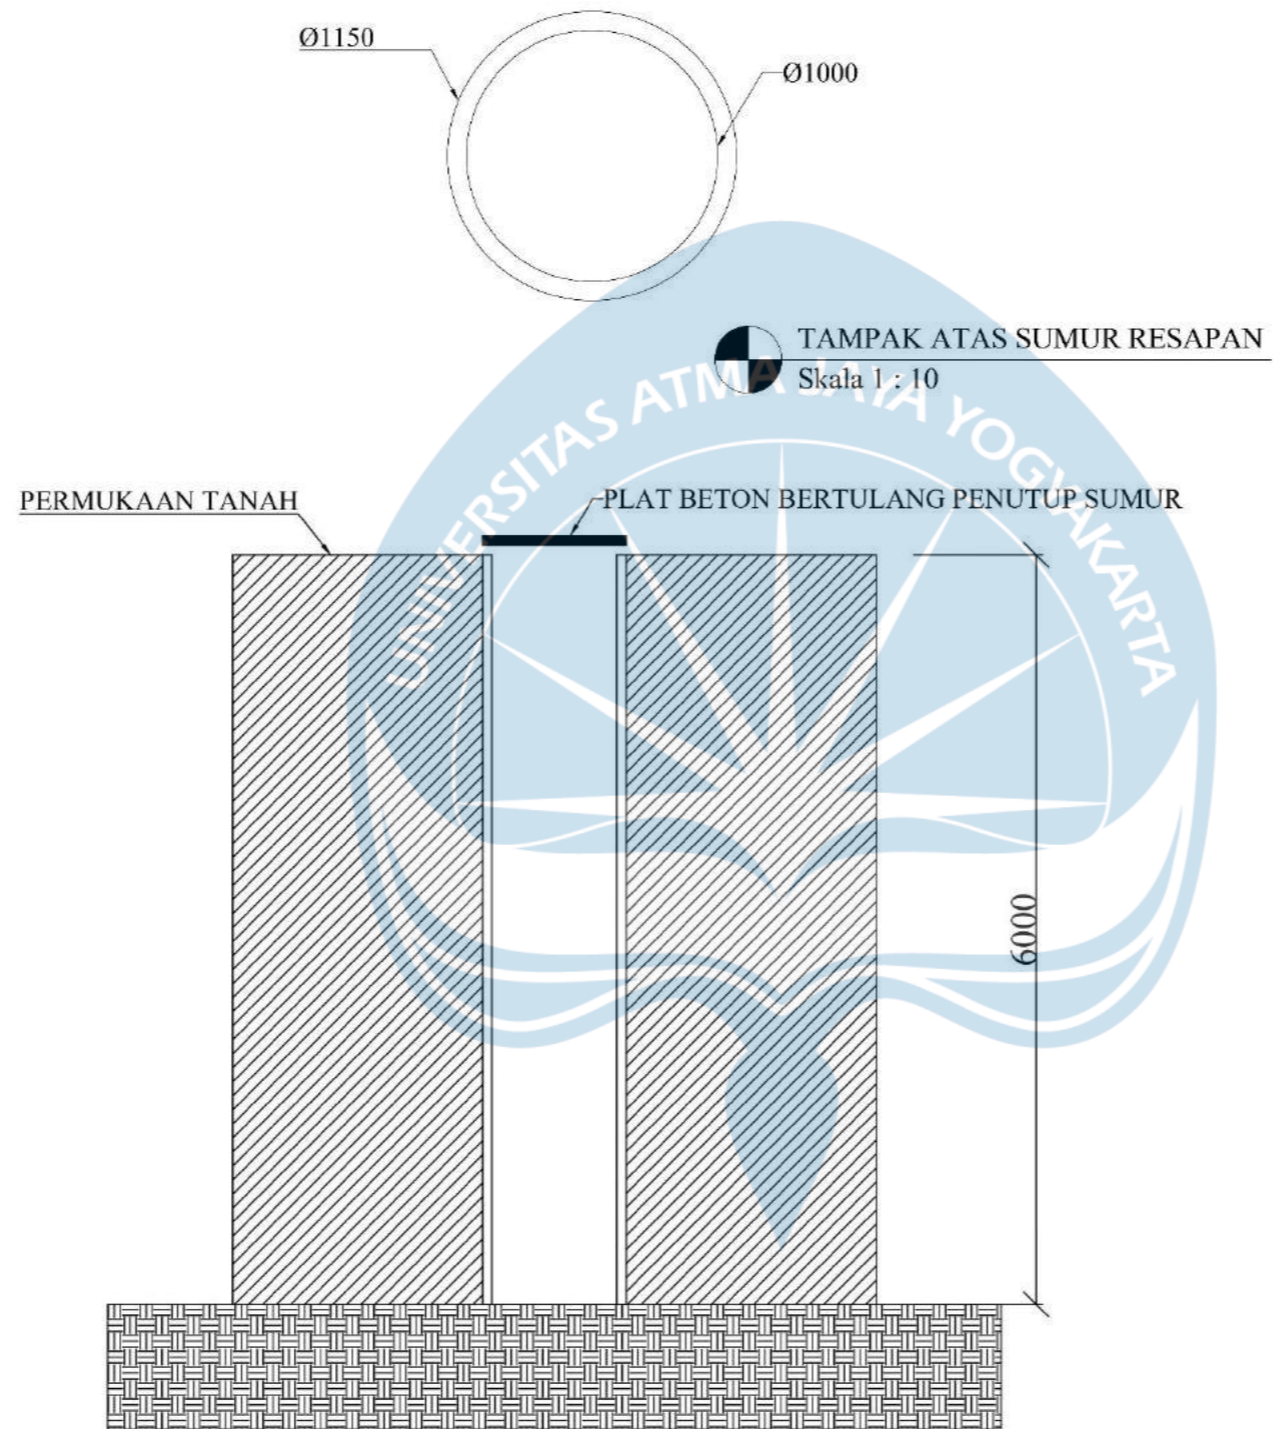 Ø1150
Ø1000
TAMPAK ATAS SUMUR RESAPAN
Skala 1 : 10
UNIVERSITAS ATMA JAYA YOGYAKARTA
PERMUKAAN TANAH
PLAT BETON BERTULANG PENUTUP SUMUR
6000